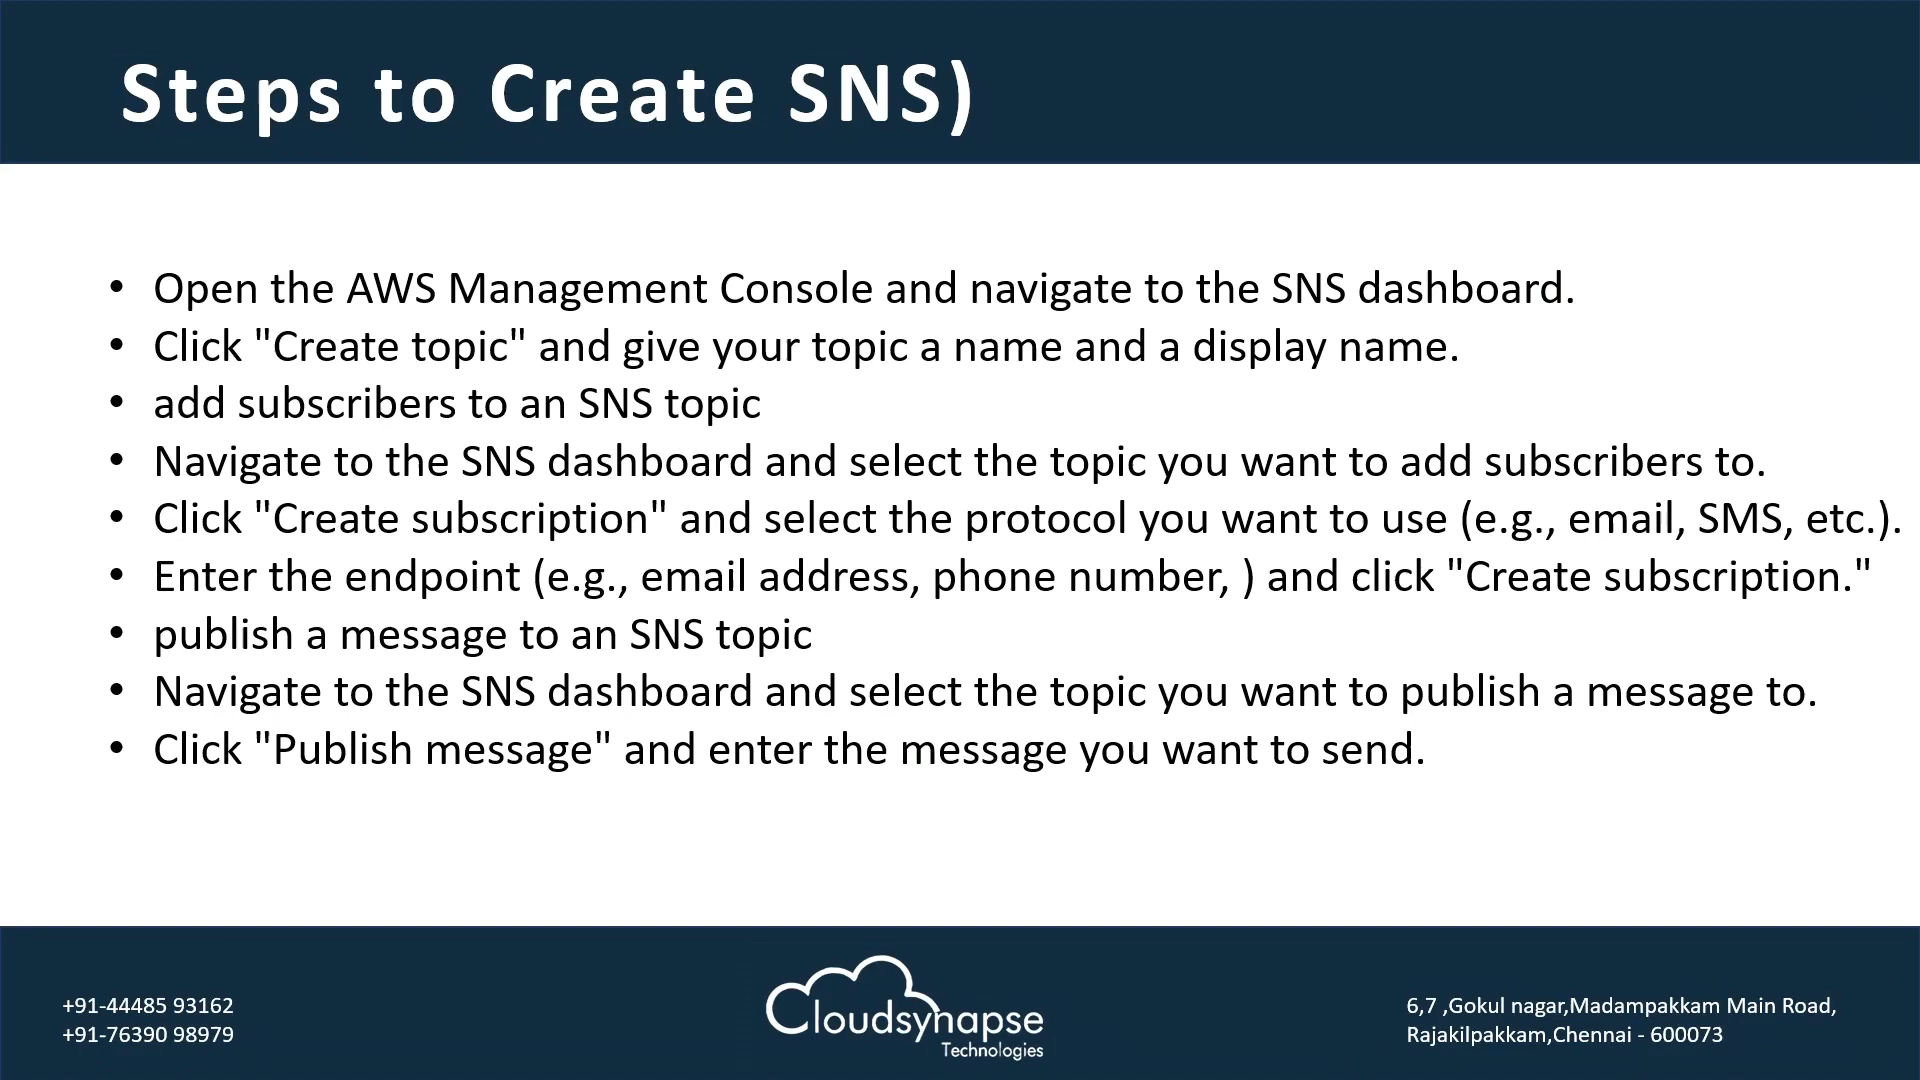 Steps to Create SNS)
• Open the AWS Management Console and navigate to the SNS dashboard.
• Click "Create topic" and give your topic a name and a display name.
• add subscribers to an SNS topic
• Navigate to the SNS dashboard and select the topic you want to add subscribers to.
• Click "Create subscription" and select the protocol you want to use (e.g., email, SMS, etc.).
• Enter the endpoint (e.g., email address, phone number, ) and click "Create subscription."
• publish a message to an SNS topic
• Navigate to the SNS dashboard and select the topic you want to publish a message to.
• Click "Publish message" and enter the message you want to send.
+91-44485 93162
+91-76390 98979
Cloudsynapse
Technologies
6,7 ,Gokul nagar,Madampakkam Main Road,
Rajakilpakkam,Chennai - 600073